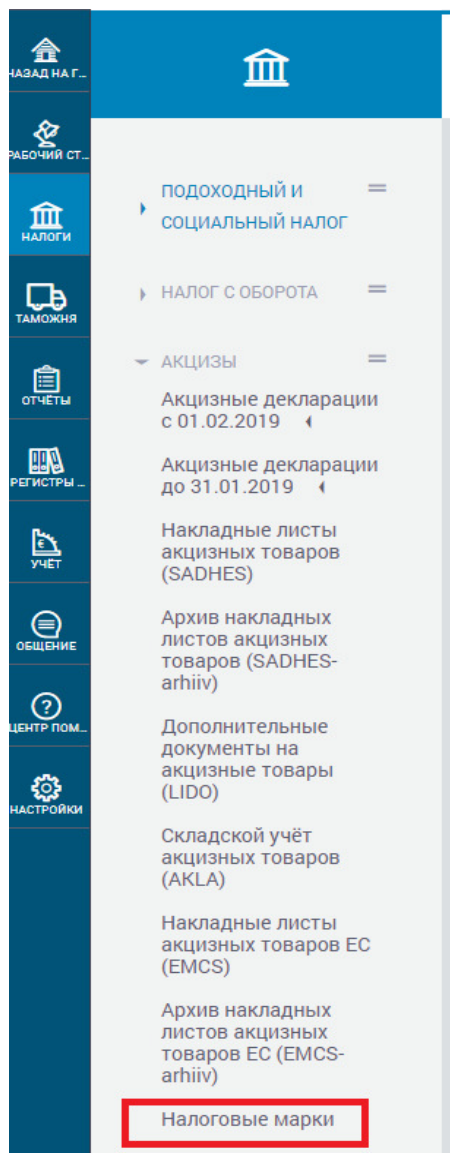 НАЗАД НА Г...
РАБОЧИЙ СТ...
НАЛОГИ
ТАМОЖНЯ
ОТЧЁТЫ
РЕГИСТРЫ ...
УЧЁТ
ОБЩЕНИЕ
ЦЕНТР ПОМ...
НАСТРОЙКИ
ПОДОХОДНЫЙ И
СОЦИАЛЬНЫЙ НАЛОГ
НАЛОГ С ОБОРОТА
АКЦИЗЫ
Акцизные декларации
с 01.02.2019
Акцизные декларации
до 31.01.2019
Накладные листы
акцизных товаров
(SADHES)
Архив накладных
листов акцизных
товаров (SADHES-
arhiiv)
Дополнительные
документы на
акцизные товары
(LIDO)
Складской учёт
акцизных товаров
(AKLA)
Накладные листы
акцизных товаров ЕС
(EMCS)
Архив накладных
листов акцизных
товаров ЕС (EMCS-
arhiiv)
Налоговые марки